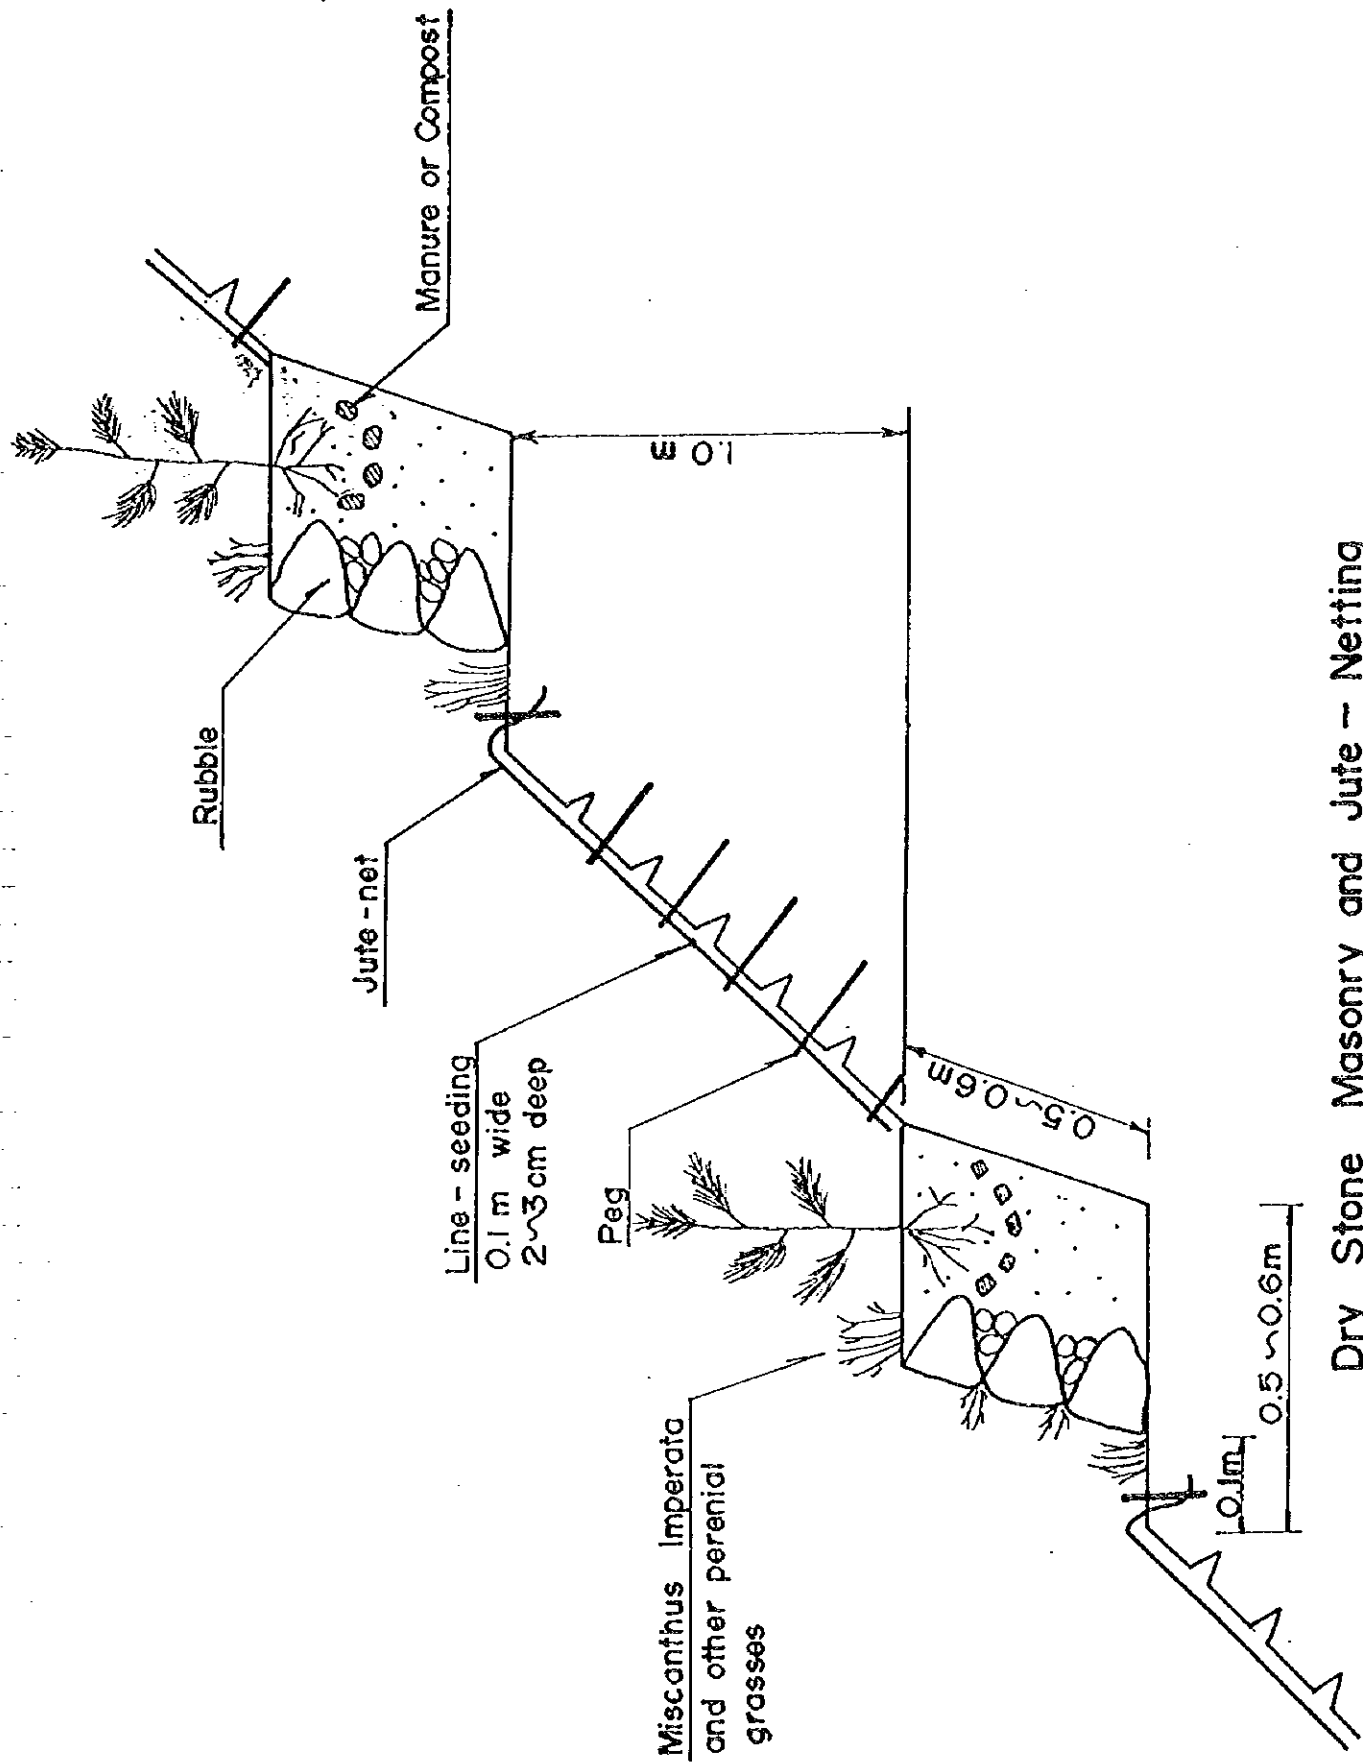 Manure or Compost
Rubble
Jute-net
Line-seeding
0.1 m wide
2~3cm deep
Peg
Miscanthus Imperata
and other perenial
grasses
1.0 m
0.5~0.6m
0.1m
0.5~0.6m
Dry Stone Masonry and Jute-Netting